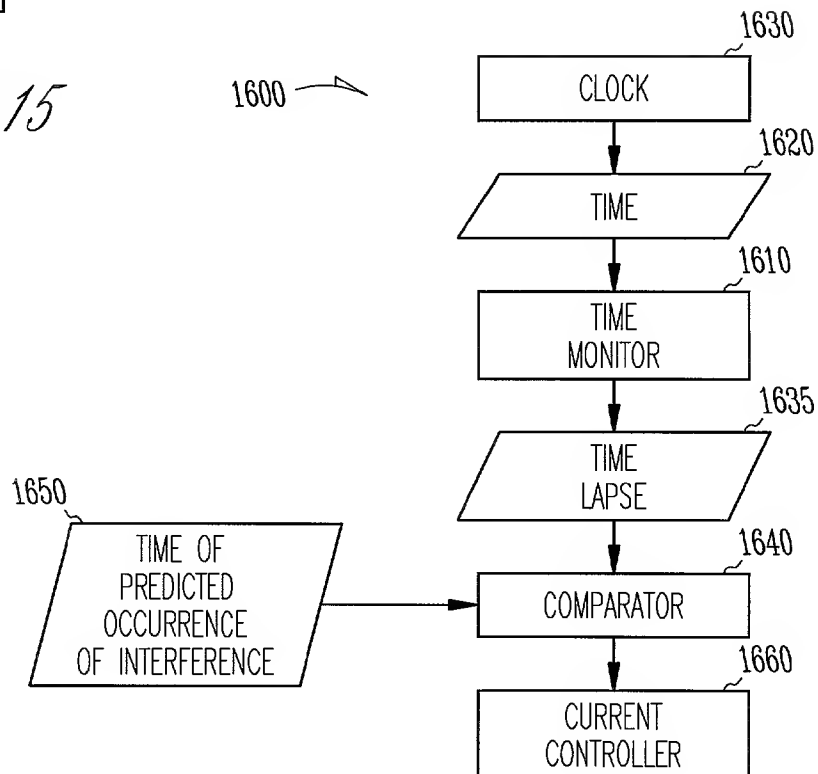 15
1600
1630
CLOCK
1620
TIME
1610
TIME
MONITOR
1635
TIME
LAPSE
1650
TIME OF
PREDICTED
OCCURRENCE
OF INTERFERENCE
1640
COMPARATOR
1660
CURRENT
CONTROLLER